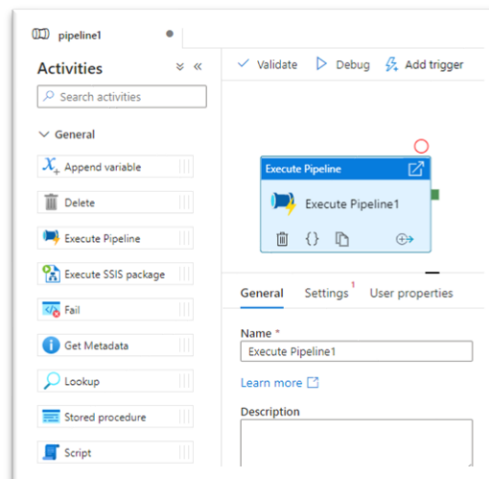 pipeline1
Activities
Search activities
General
Append variable
Delete
Execute Pipeline
Execute SSIS package
Fail
Get Metadata
Lookup
Stored procedure
Script
Validate Debug Add trigger
Execute Pipeline
Execute Pipeline1
General Settings 1 User properties
Name *
Execute Pipeline1
Learn more
Description